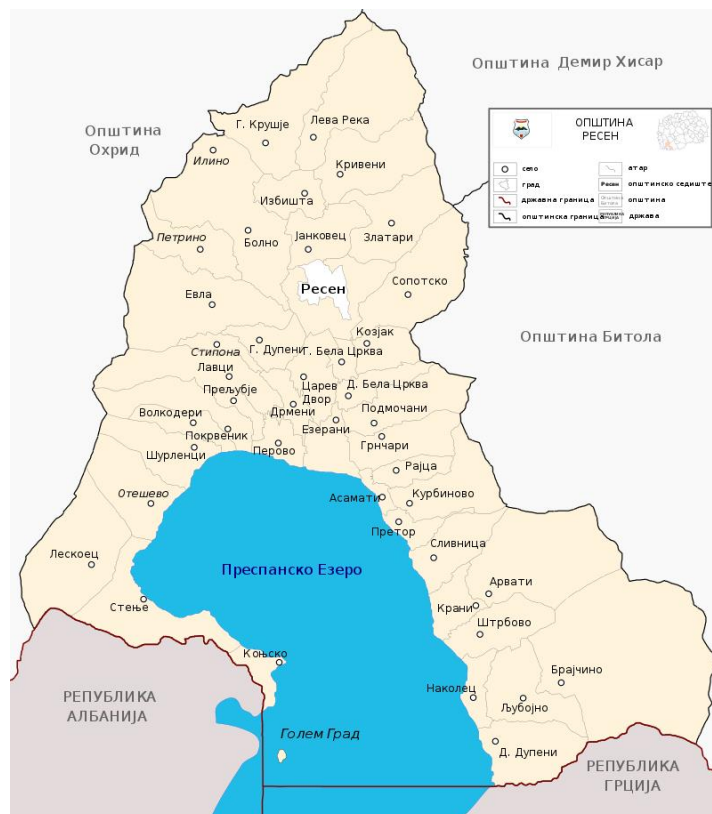 Општина Демир Хисар
Општина
Охрид
ОПШТИНА
РЕСЕН
село
град
државна граница
општинска граница
атар
Ресен
општинско седиште
општина
држава
Г. Крушје
Лева Река
Илино
Кривени
Избишта
Петрино
Болно
Јанковец
Златари
Ресен
Сопотско
Евла
Општина Битола
Козјак
Стипона
Г. Дупени
Г. Бела Црква
Лавци
Царев
Двор
Д. Бела Црква
Прељубје
Дрмени
Волкодери
Подмочани
Покрвеник
Езерани
Грнчари
Шурленци
Перово
Рајца
Отешево
Асамати
Курбиново
Претор
Сливница
Лескоец
Преспанско Езеро
Арвати
Стење
Крани
Штрбово
Коњско
Брајчино
РЕПУБЛИКА
АЛБАНИЈА
Наколец
Љубојно
Голем Град
Д. Дупени
РЕПУБЛИКА
ГРЦИЈА